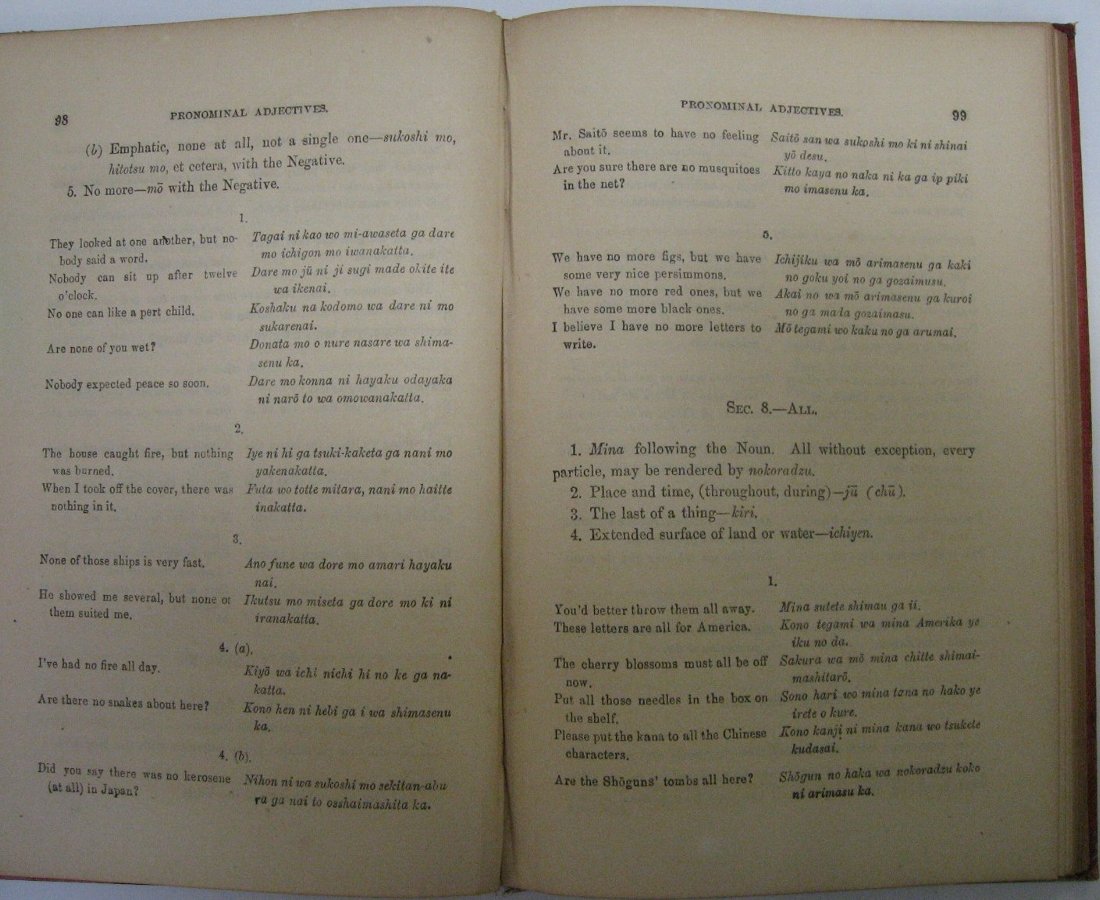 98
PRONOMINAL ADJECTIVES.
(b) Emphatic, none at all, not a single one—sukoshi mo,
hitotsu mo, et cetera, with the Negative.
5. No more—mō with the Negative.
1.
They looked at one another, but no- Tagai ni kao wo mi-awaseta ga dare
body said a word. mo ichigon mo iwanakatta.
Nobody can sit up after twelve Dare mo jū ni ji sugi made okite ite
o'clock. wa ikenai.
No one can like a pert child. Koshaku na kodomo wa dare ni mo
sukarenai.
Are none of you wet? Donata mo o nure nasare wa shima-
senu ka.
Nobody expected peace so soon. Dare mo konna ni hayaku odayaka
ni narō to wa omowanakatta.
2.
The house caught fire, but nothing Iye ni hi ga tsuki-kaketa ga nani mo
was burned. yakenakatta.
When I took off the cover, there was Futa wo totte mitara, nani mo haitte
nothing in it. inakatta.
3.
None of those ships is very fast. Ano fune wa dore mo amari hayaku
nai.
He showed me several, but none of Ikutsu mo miseta ga dore mo ki ni
them suited me. iranakatta.
4. (a).
I've had no fire all day. Kiyō wa ichi nichi hi no ke ga na-
katta.
Are there no snakes about here? Kono hen ni hebi ga i wa shimasenu
ka.
4. (b).
Did you say there was no kerosene Nihon ni wa sukoshi mo sekitan-abu
(at all) in Japan? ra ga nai to osshaimashita ka.
PRONOMINAL ADJECTIVES.
99
Mr. Saitō seems to have no feeling Saitō san wa sukoshi mo ki ni shinai
about it. yō desu.
Are you sure there are no musquitoes Kitto kaya no naka ni ka ga ip piki
in the net? mo imasenu ka.
5.
We have no more figs, but we have Ichijiku wa mō arimasenu ga kaki
some very nice persimmons. no goku yoi no ga gozaimusu.
We have no more red ones, but we Akai no wa mō arimasenu ga kuroi
have some more black ones. no ga mada gozaimasu.
I believe I have no more letters to Mō tegami wo kaku no ga arumai.
write.
SEC. 8.—ALL.
1. Mina following the Noun. All without exception, every
particle, may be rendered by nokoradzu.
2. Place and time, (throughout, during)—jū (chū).
3. The last of a thing—kiri.
4. Extended surface of land or water—ichiyen.
1.
You'd better throw them all away. Mina sutete shimau ga ii.
These letters are all for America. Kono tegami wa mina Amerika ye
iku no da.
The cherry blossoms must all be off Sakura wa mō mina chitte shimai-
now. mashitarō.
Put all those needles in the box on Sono hari wo mina tana no hako ye
the shelf. irete o kure.
Please put the kana to all the Chinese Kono kanji ni mina kana wo tsukete
characters. kudasai.
Are the Shōguns' tombs all here? Shōgun no haka wa nokoradzu koko
ni arimasu ka.